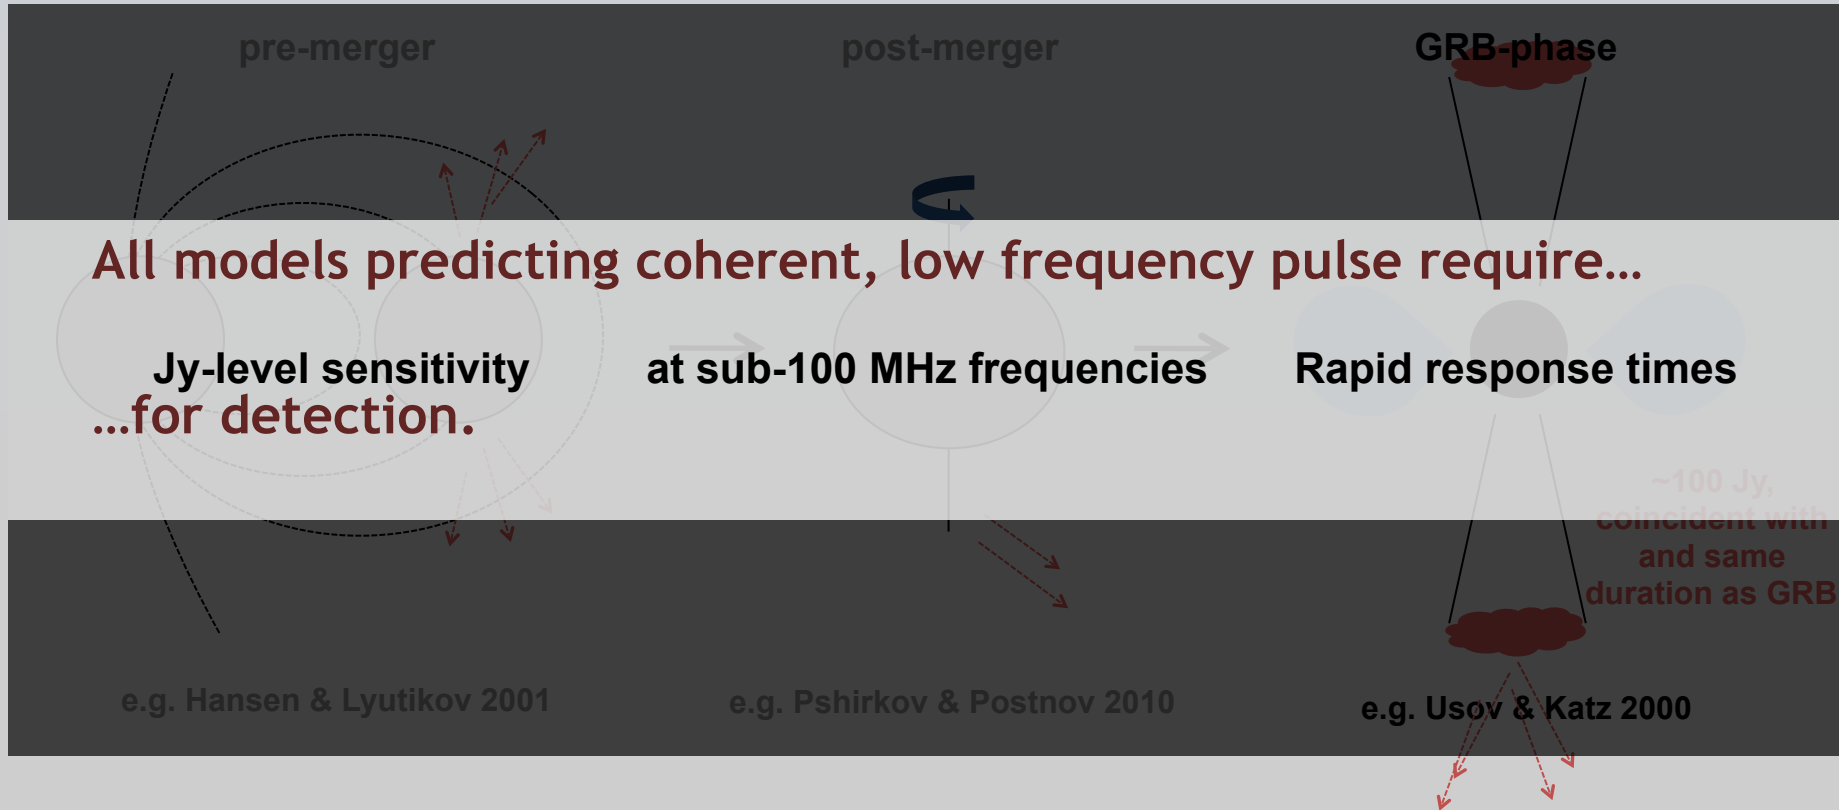 pre-merger
post-merger
GRB-phase
All models predicting coherent, low frequency pulse require…
Jy-level sensitivity
at sub-100 MHz frequencies
Rapid response times
…for detection.
~100 Jy,
coincident with
and same
duration as GRB
e.g. Hansen & Lyutikov 2001
e.g. Pshirkov & Postnov 2010
e.g. Usov & Katz 2000